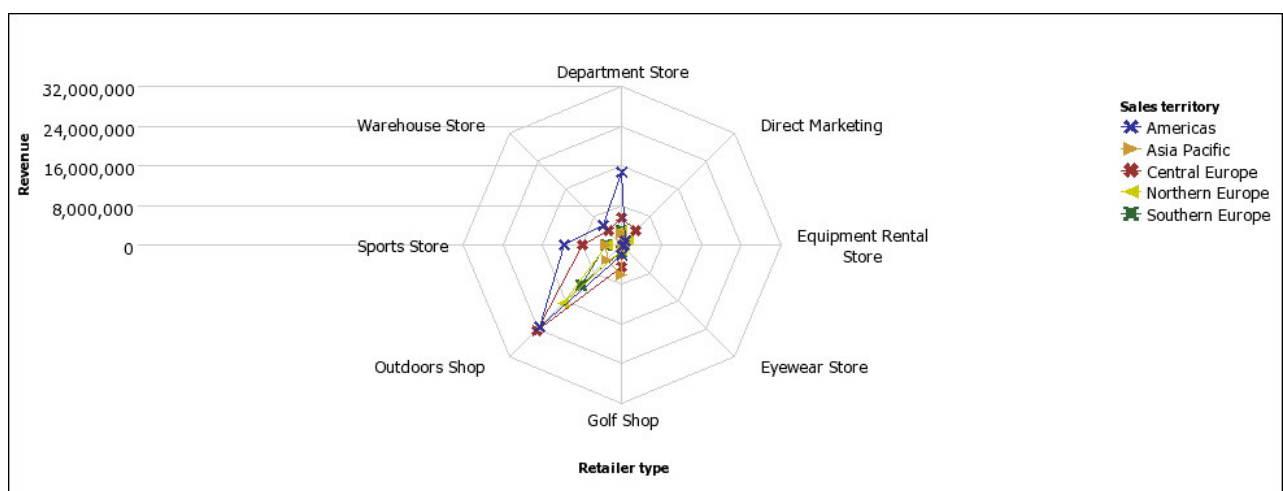 Department Store
32,000,000
Warehouse Store
Direct Marketing
Sales territory
24,000,000
Americas
Revenue
Asia Pacific
16,000,000
Central Europe
8,000,000
Northern Europe
Southern Europe
0
Sports Store
Equipment Rental
Store
Outdoors Shop
Eyewear Store
Golf Shop
Retailer type